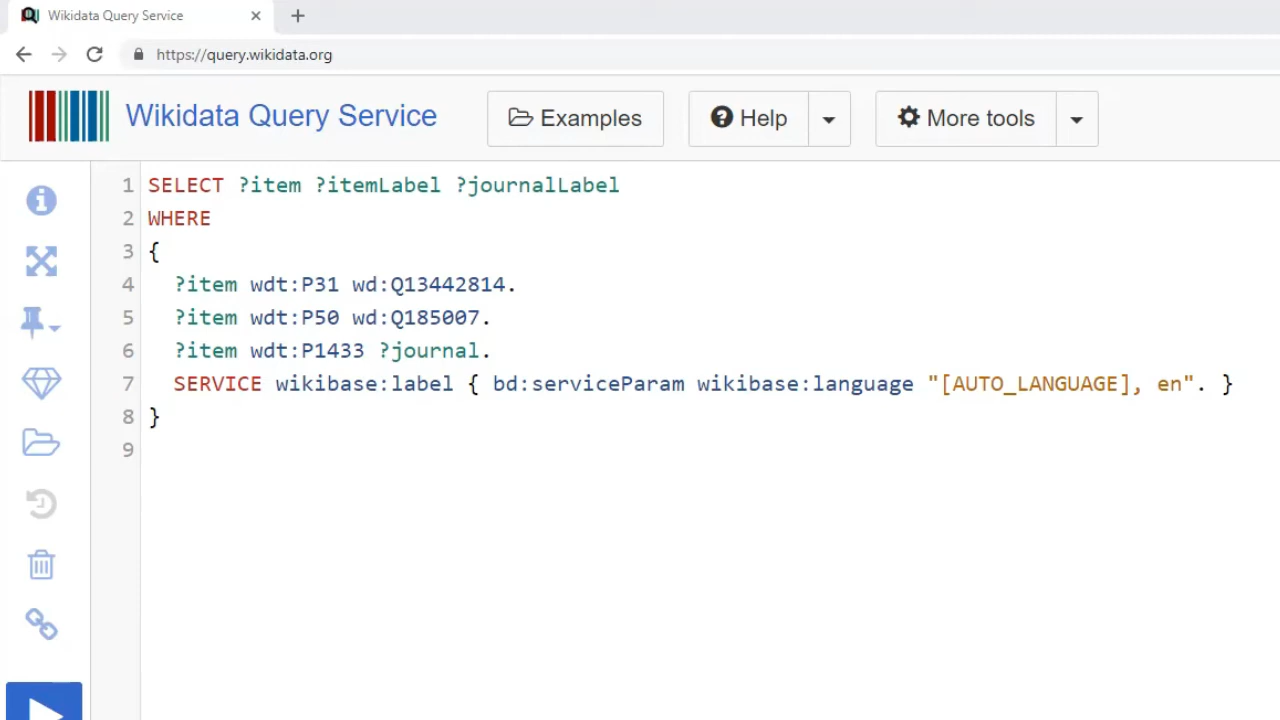 Wikidata Query Service
https://query.wikidata.org
Wikidata Query Service
Examples
Help
More tools
1 SELECT ?item ?itemLabel ?journalLabel
2 WHERE
3 {
4 ?item wdt:P31 wd:Q13442814.
5 ?item wdt:P50 wd:Q185007.
6 ?item wdt:P1433 ?journal.
7 SERVICE wikibase:label { bd:serviceParam wikibase:language "[AUTO_LANGUAGE], en". }
8 }
9